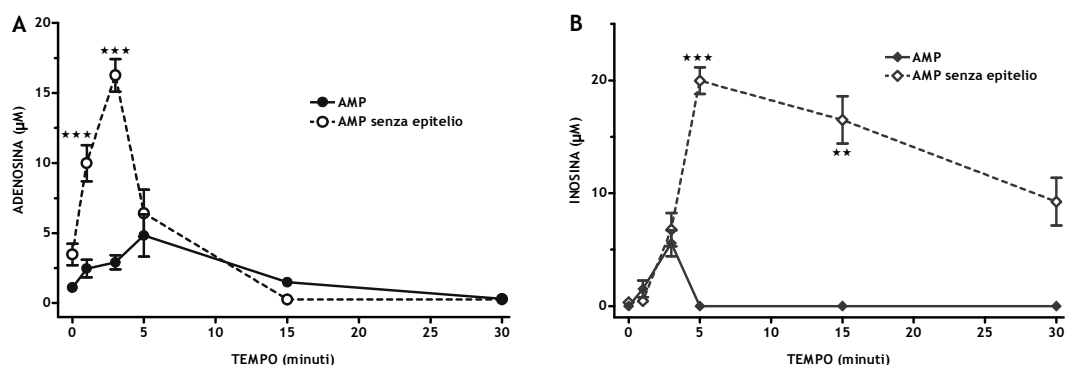 A
20
15
10
5
0
ADENOSINA (µM)
★★★
★★★
AMP
AMP senza epitelio
0 5 10 15 20 25 30
TEMPO (minuti)
B
20
10
0
INOSINA (µM)
★★★
★★
AMP
AMP senza epitelio
0 5 10 15 20 25 30
TEMPO (minuti)